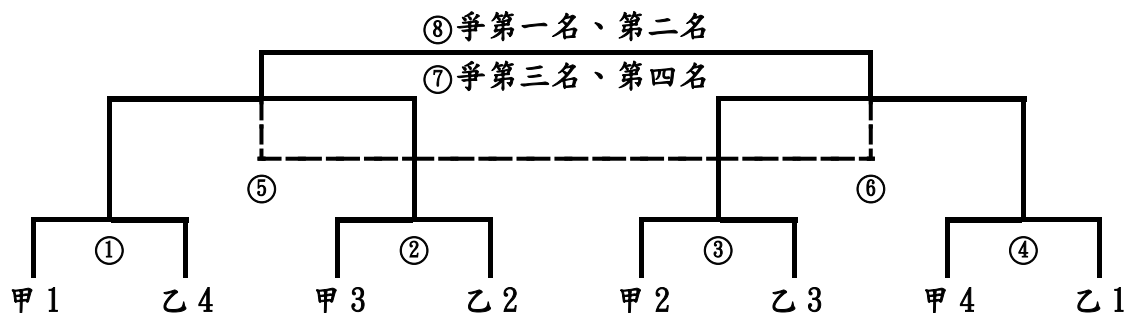 ⑧爭第一名、第二名
⑦爭第三名、第四名
⑤ ⑥
① ② ③ ④
甲1 乙4 甲3 乙2 甲2 乙3 甲4 乙1